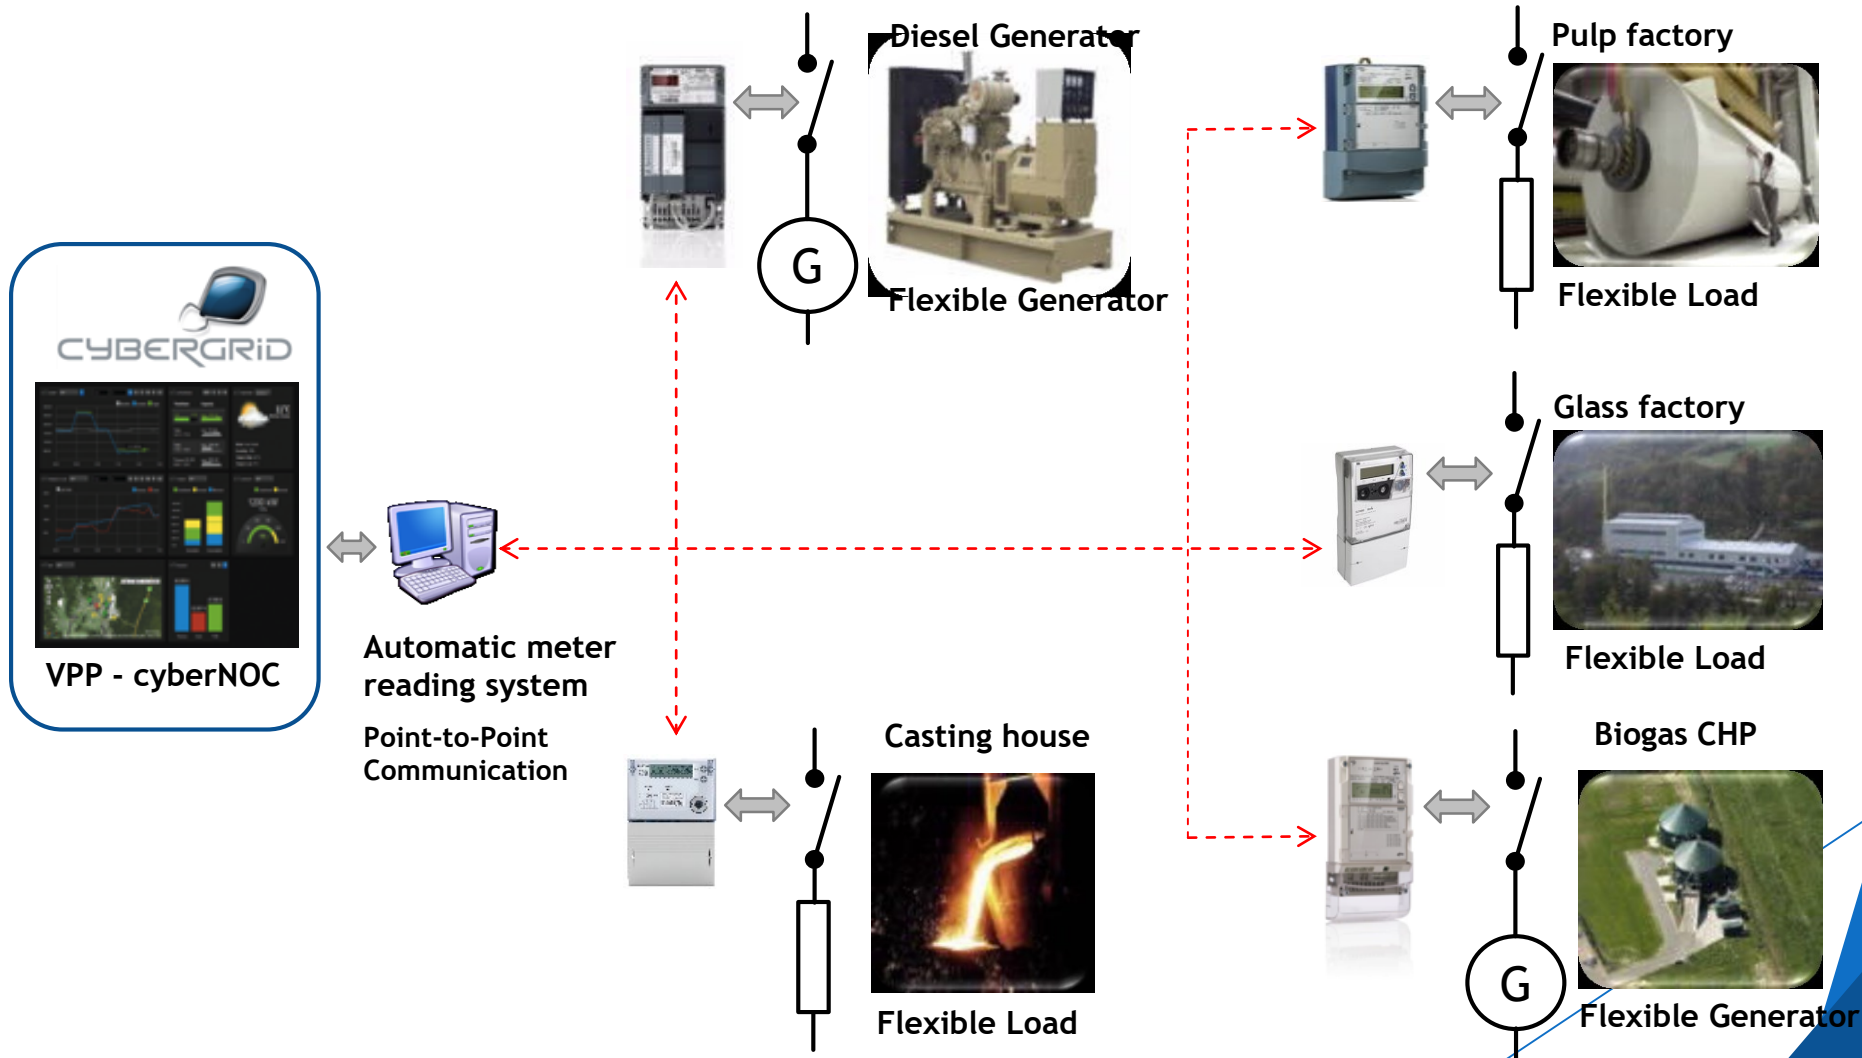 CYBERGRiD
VPP - cyberNOC
Automatic meter
reading system
Point-to-Point
Communication
Diesel Generator
G
Flexible Generator
Casting house
Flexible Load
Pulp factory
Flexible Load
Glass factory
Flexible Load
Biogas CHP
G
Flexible Generator